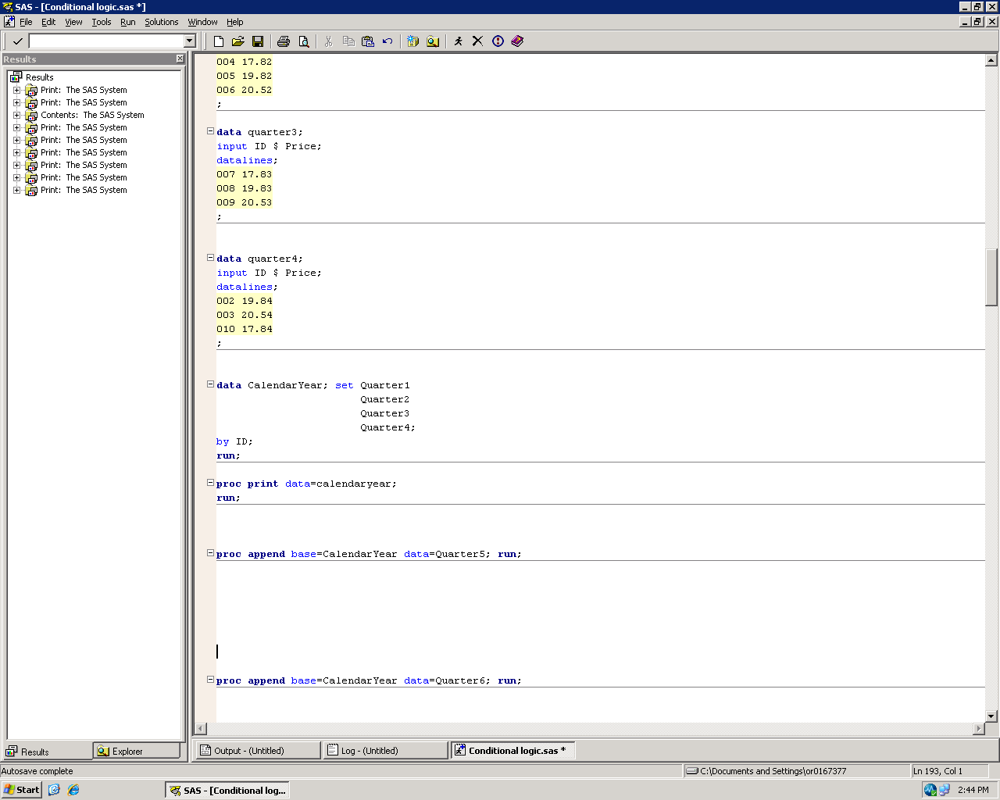 SAS - [Conditional logic.sas *]
File Edit View Tools Run Solutions Window Help
Results
Results
Print: The SAS System
Print: The SAS System
Contents: The SAS System
Print: The SAS System
Print: The SAS System
Print: The SAS System
Print: The SAS System
Print: The SAS System
Print: The SAS System
004 17.82
005 19.82
006 20.52
;
data quarter3;
input ID $ Price;
datalines;
007 17.83
008 19.83
009 20.53
;
data quarter4;
input ID $ Price;
datalines;
002 19.84
003 20.54
010 17.84
;
data CalendarYear; set Quarter1
Quarter2
Quarter3
Quarter4;
by ID;
run;
proc print data=calendaryear;
run;
proc append base=CalendarYear data=Quarter5; run;
proc append base=CalendarYear data=Quarter6; run;
Results Explorer
Output - (Untitled) Log - (Untitled) Conditional logic.sas *
Autosave complete C:\Documents and Settings\or0167377 Ln 193, Col 1
Start SAS - [Conditional log... 2:44 PM